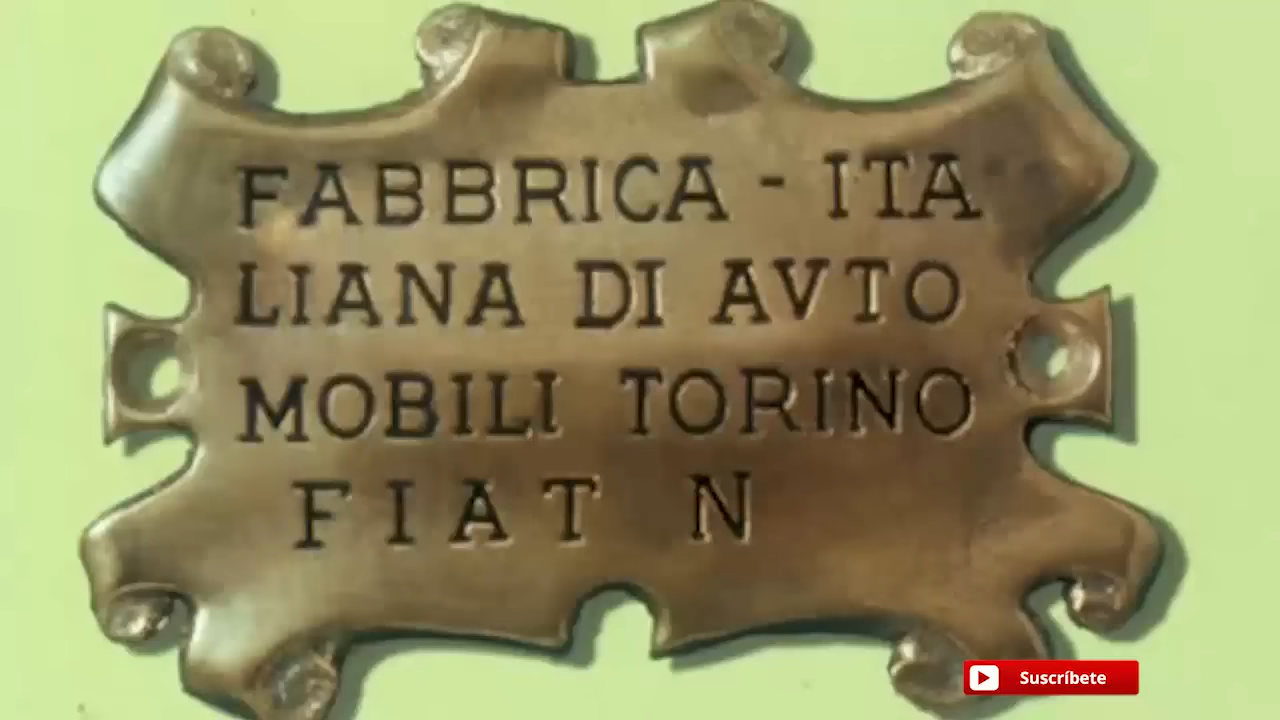 FABBRICA - ITA
LIANA DI AVTO
MOBILI TORINO
FIAT N
Suscríbete